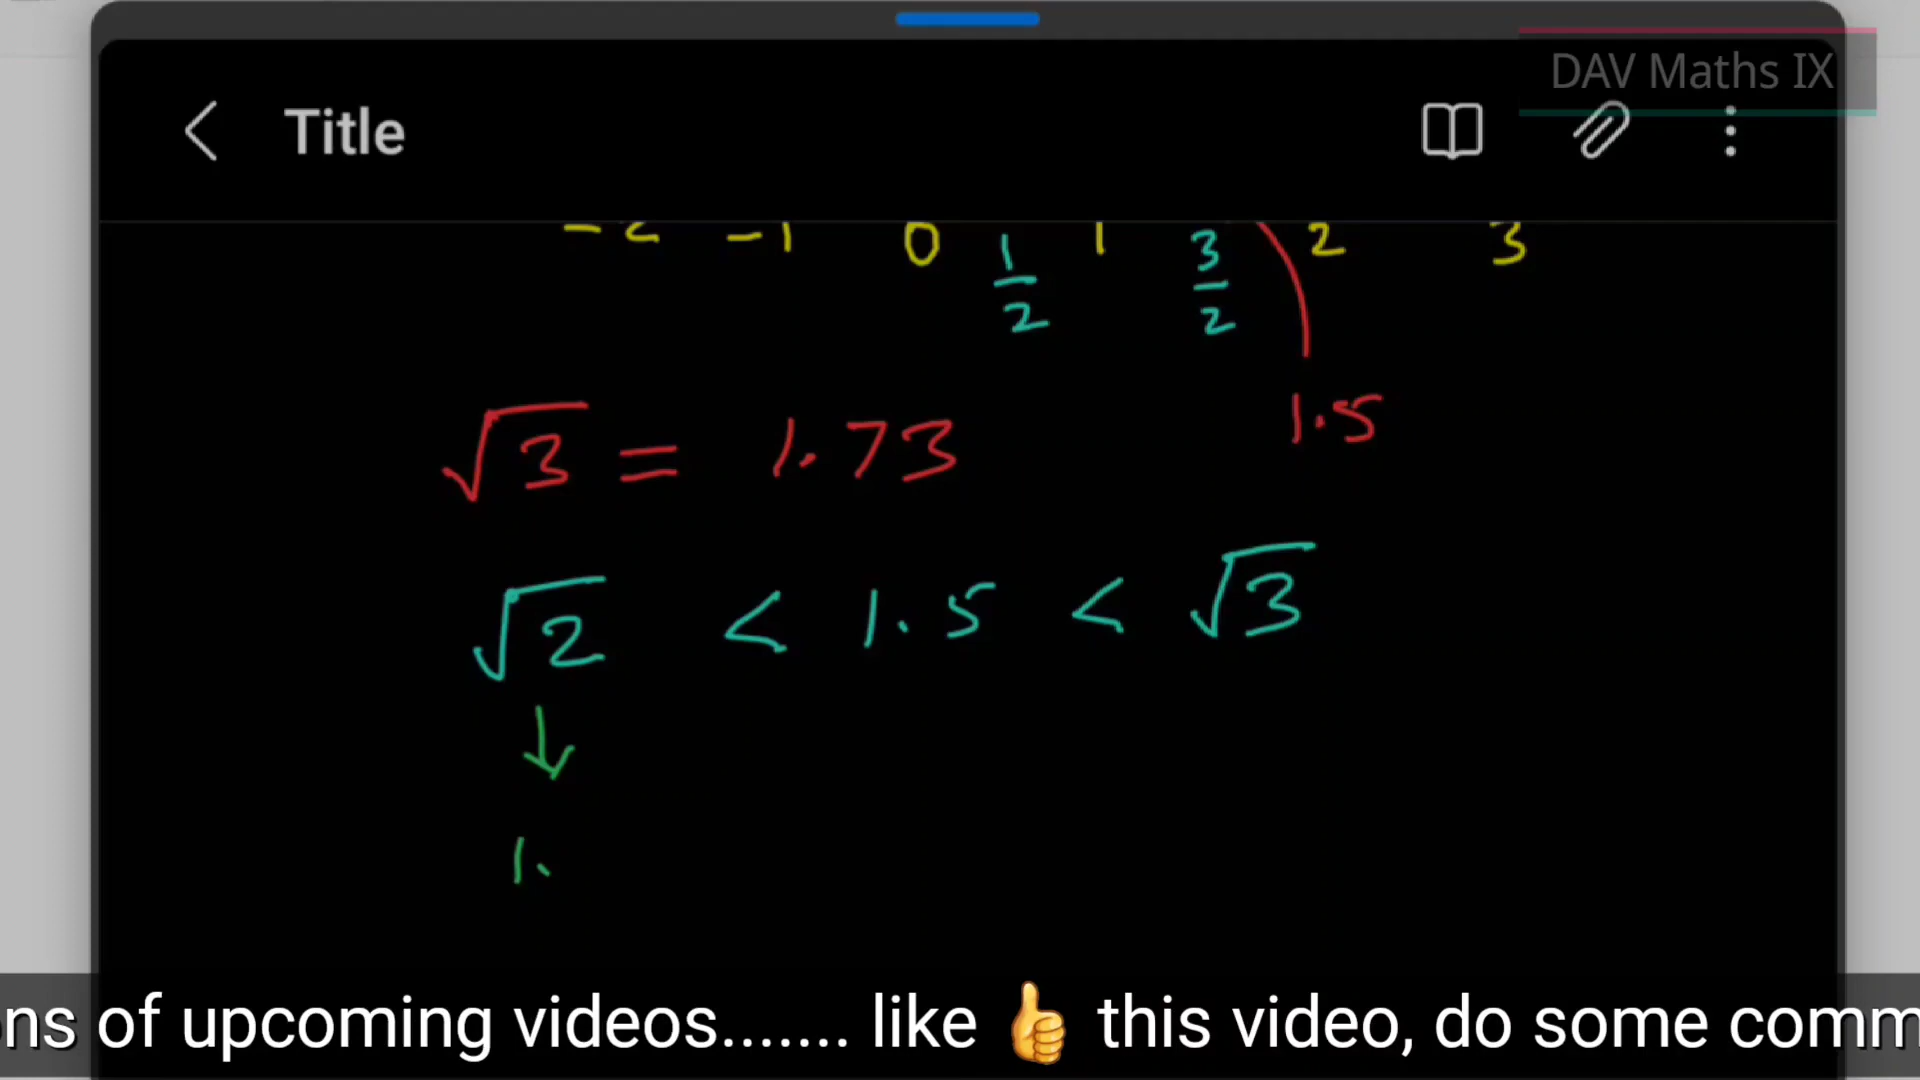 DAV Maths IX
Title
-2 -1 0 1/2 1 3/2 2 3
√3 = 1.73
1.5
√2 < 1.5 < √3
↓
1.
ns of upcoming videos....... like 👍 this video, do some comm